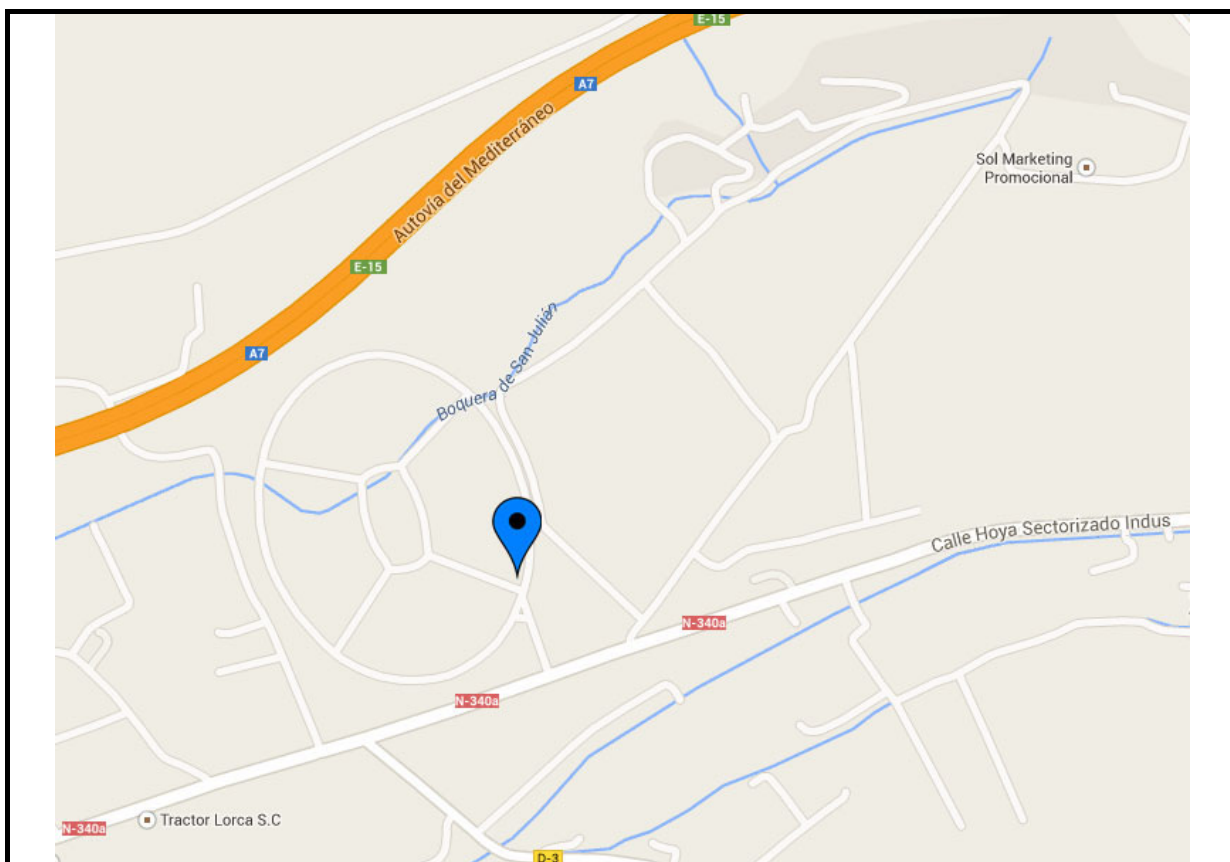 E-15
A7
Autovía del Mediterráneo
Sol Marketing
Promocional
E-15
Boquera de San Julián
A7
Calle Hoya Sectorizado Indus
N-340a
N-340a
Tractor Lorca S.C
N-340a
D-3